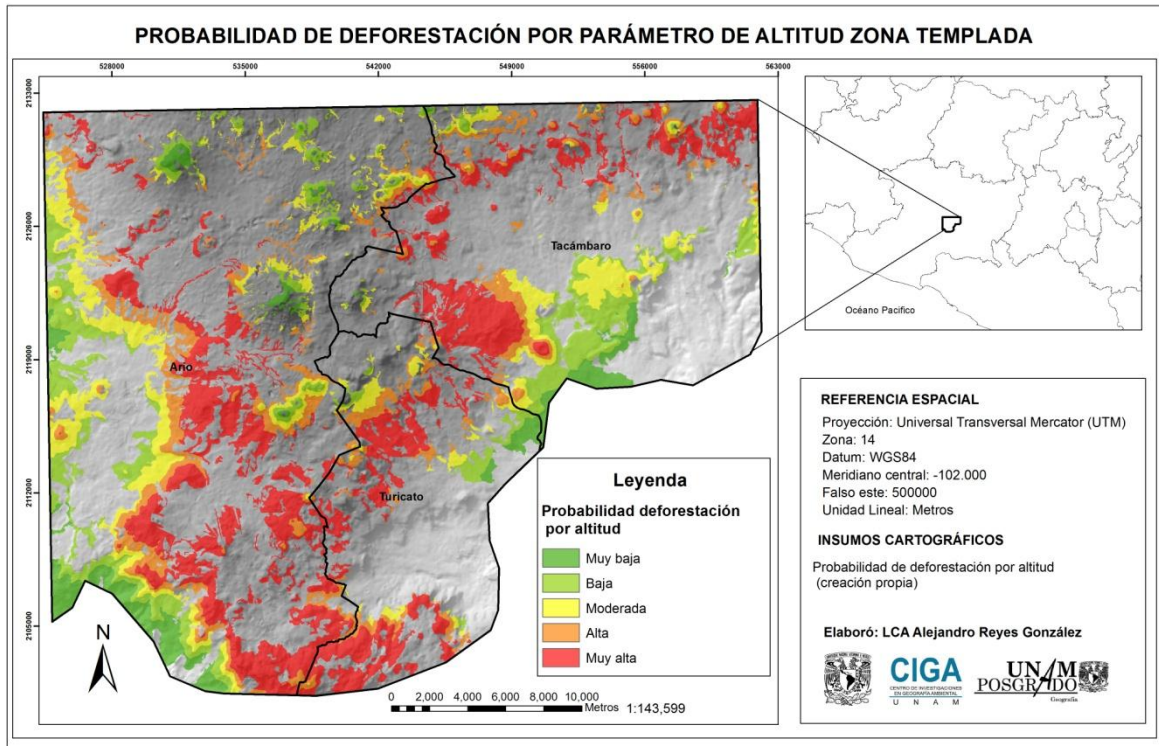 PROBABILIDAD DE DEFORESTACIÓN POR PARÁMETRO DE ALTITUD ZONA TEMPLADA
528000
535000
542000
549000
556000
563000
2133000
2126000
2119000
2112000
2105000
Tacámbaro
Ario
Turicato
Océano Pacifico
Leyenda
Probabilidad deforestación
por altitud
Muy baja
Baja
Moderada
Alta
Muy alta
N
0 2,000 4,000 6,000 8,000 10,000
Metros 1:143,599
REFERENCIA ESPACIAL
Proyección: Universal Transversal Mercator (UTM)
Zona: 14
Datum: WGS84
Meridiano central: -102.000
Falso este: 500000
Unidad Lineal: Metros
INSUMOS CARTOGRÁFICOS
Probabilidad de deforestación por altitud
(creación propia)
Elaboró: LCA Alejandro Reyes González
CIGA
CENTRO DE INVESTIGACIONES
EN GEOGRAFÍA AMBIENTAL
U N A M
UNAM
POSGRADO
Geografía